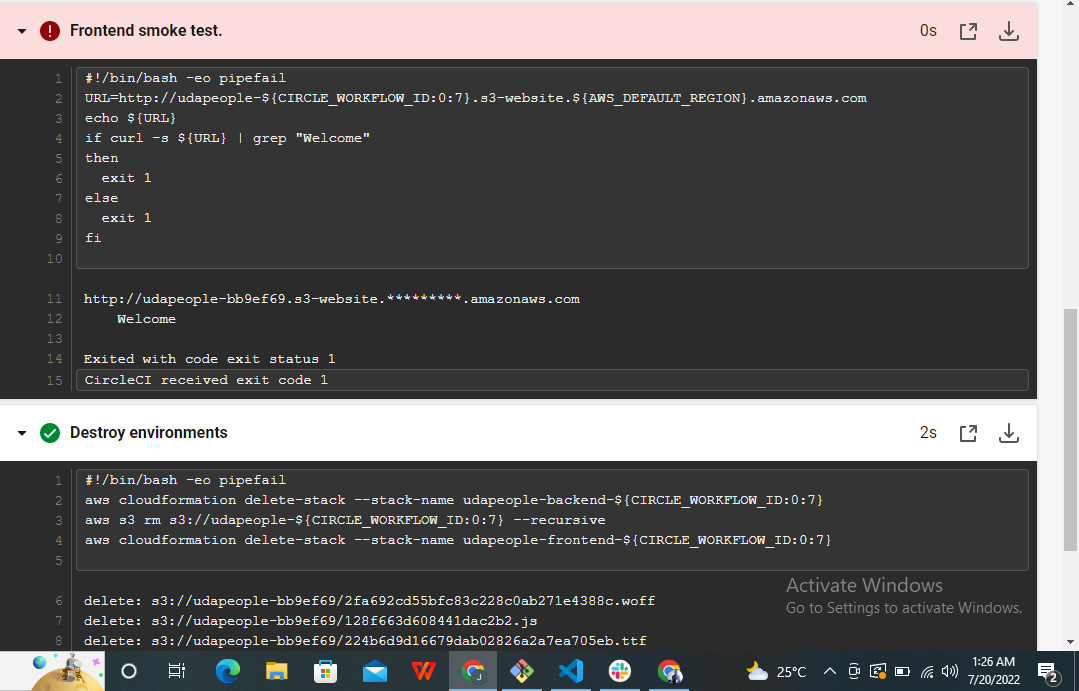 Frontend smoke test.
0s
1 #!/bin/bash -eo pipefail
2 URL=http://udapeople-${CIRCLE_WORKFLOW_ID:0:7}.s3-website.${AWS_DEFAULT_REGION}.amazonaws.com
3 echo ${URL}
4 if curl -s ${URL} | grep "Welcome"
5 then
6   exit 1
7 else
8   exit 1
9 fi
10
11 http://udapeople-bb9ef69.s3-website.*********.amazonaws.com
12     Welcome
13
14 Exited with code exit status 1
15 CircleCI received exit code 1
Destroy environments
2s
1 #!/bin/bash -eo pipefail
2 aws cloudformation delete-stack --stack-name udapeople-backend-${CIRCLE_WORKFLOW_ID:0:7}
3 aws s3 rm s3://udapeople-${CIRCLE_WORKFLOW_ID:0:7} --recursive
4 aws cloudformation delete-stack --stack-name udapeople-frontend-${CIRCLE_WORKFLOW_ID:0:7}
5
6 delete: s3://udapeople-bb9ef69/2fa692cd55bfc83c228c0ab271e4388c.woff
7 delete: s3://udapeople-bb9ef69/128f663d608441dac2b2.js
8 delete: s3://udapeople-bb9ef69/224b6d9d16679dab02826a2a7ea705eb.ttf
Activate Windows
Go to Settings to activate Windows.
J
25°C
1:26 AM
7/20/2022
2